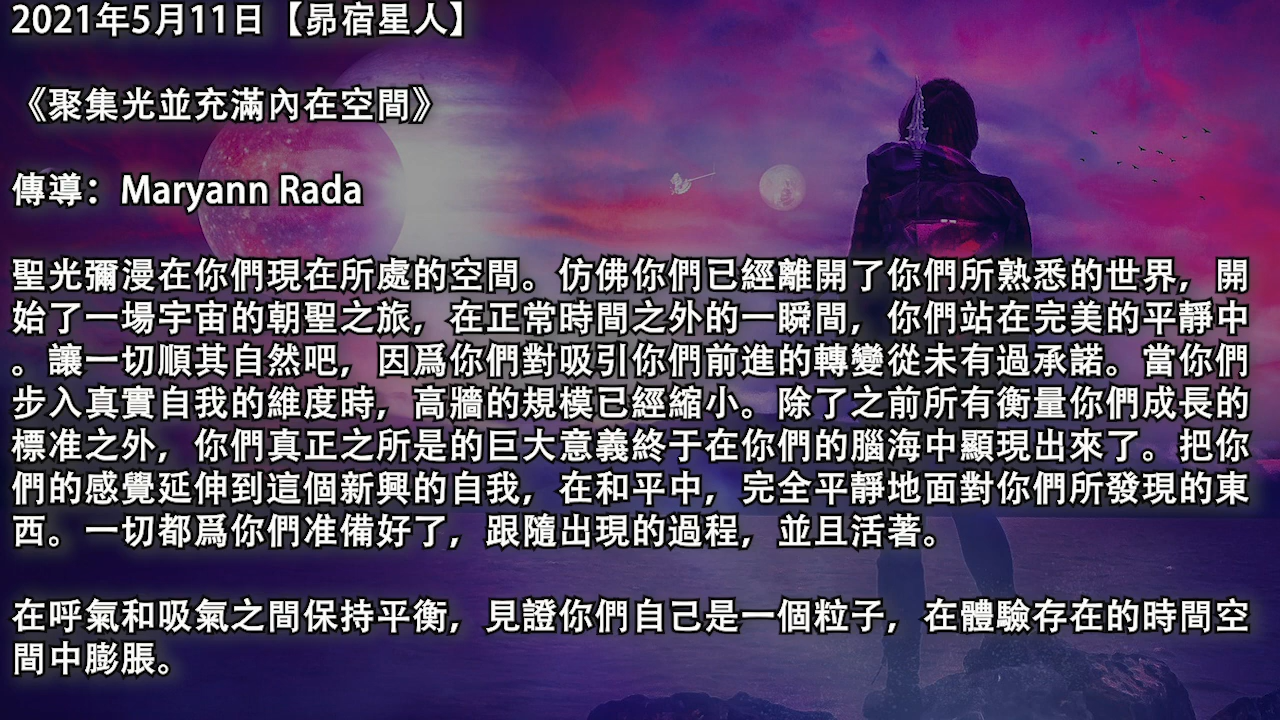 2021年5月11日【昴宿星人】
《聚集光並充滿內在空間》
傳導：Maryann Rada
聖光彌漫在你們現在所處的空間。仿佛你們已經離開了你們所熟悉的世界，開
始了一場宇宙的朝聖之旅，在正常時間之外的一瞬間，你們站在完美的平靜中
。讓一切順其自然吧，因爲你們對吸引你們前進的轉變從未有過承諾。當你們
步入真實自我的維度時，高牆的規模已經縮小。除了之前所有衡量你們成長的
標准之外，你們真正之所是的巨大意義終于在你們的腦海中顯現出來了。把你
們的感覺延伸到這個新興的自我，在和平中，完全平靜地面對你們所發現的東
西。一切都爲你們准備好了，跟隨出現的過程，並且活著。
在呼氣和吸氣之間保持平衡，見證你們自己是一個粒子，在體驗存在的時間空
間中膨脹。